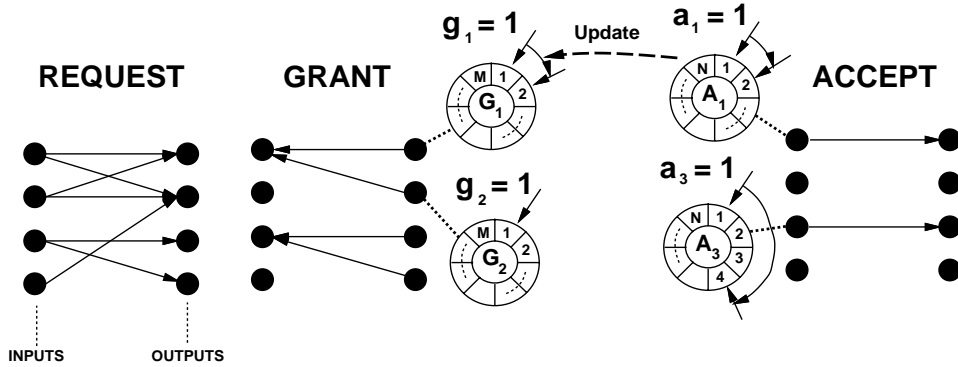 REQUEST
GRANT
g1 = 1
Update
a1 = 1
ACCEPT
M 1 2
G1
N 1 2
A1
g2 = 1
a3 = 1
M 1 2
G2
N 1 2 3 4
A3
INPUTS
OUTPUTS